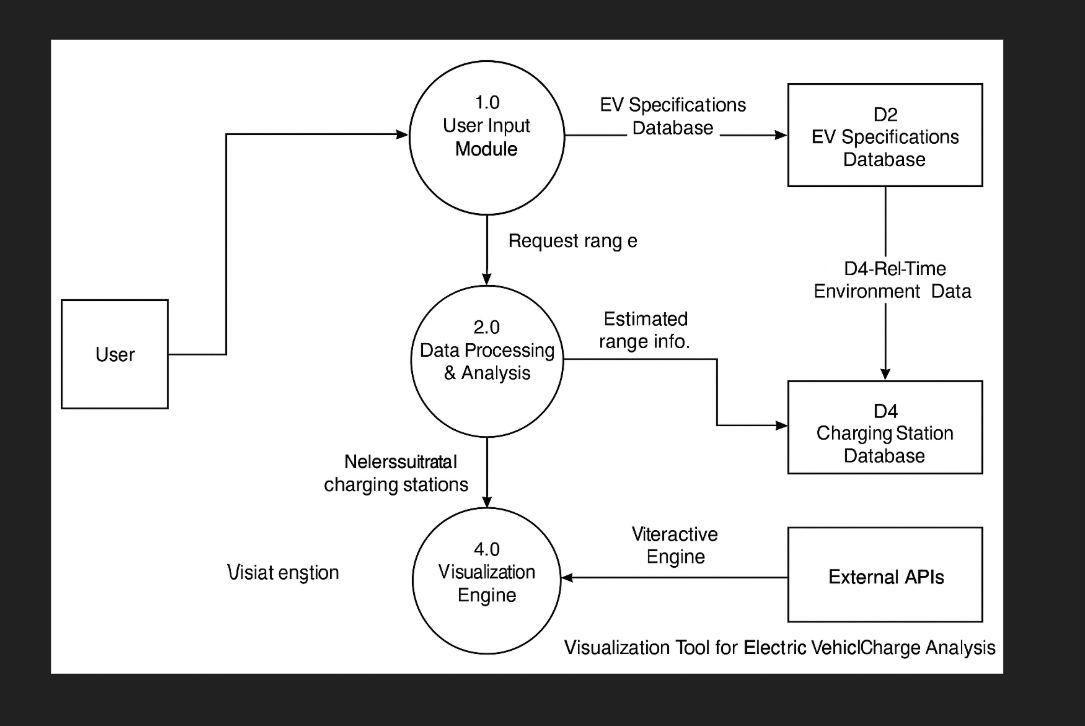 1.0
User Input
Module
EV Specifications
Database
D2
EV Specifications
Database
Request rang e
D4-Rel-Time
Environment Data
User
2.0
Data Processing
& Analysis
Estimated
range info.
D4
Charging Station
Database
Nelerssuitratal
charging stations
4.0
Visualization
Engine
Viteractive
Engine
External APIs
Visiat enştion
Visualization Tool for Electric VehiclCharge Analysis